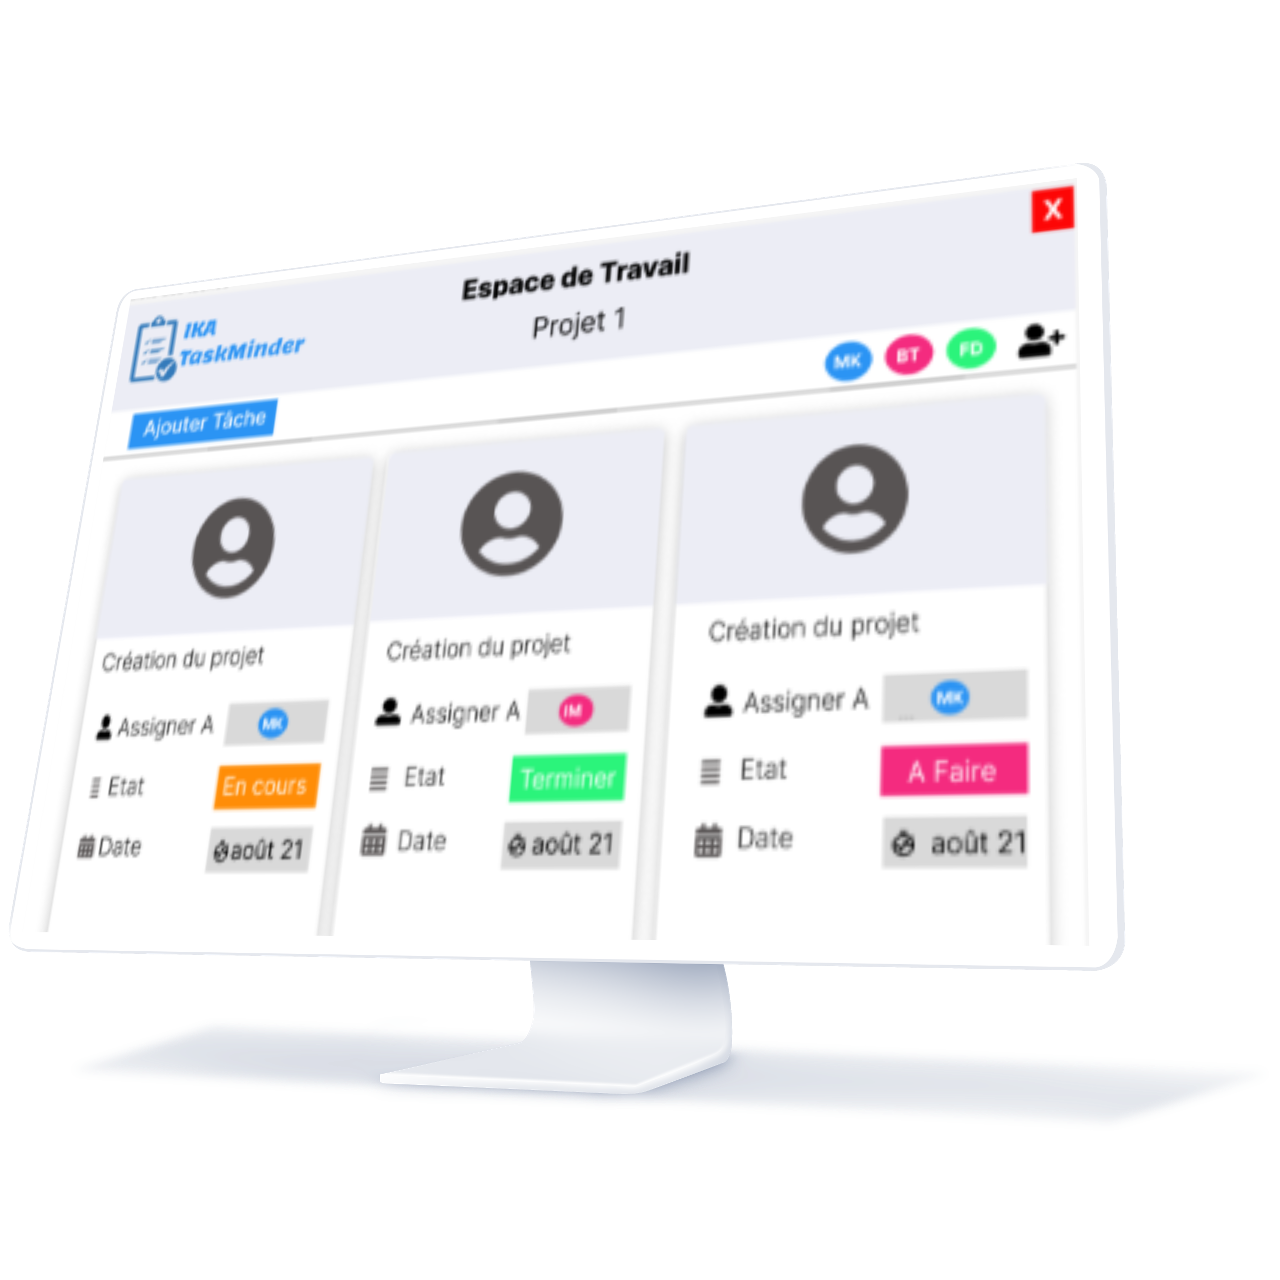 X
Espace de Travail
Projet 1
IKA
TaskMinder
MK BT FD
Ajouter Tâche
Création du projet
Assigner A MK
Etat En cours
Date août 21
Création du projet
Assigner A IM
Etat Terminer
Date août 21
Création du projet
Assigner A MK
Etat A Faire
Date août 21